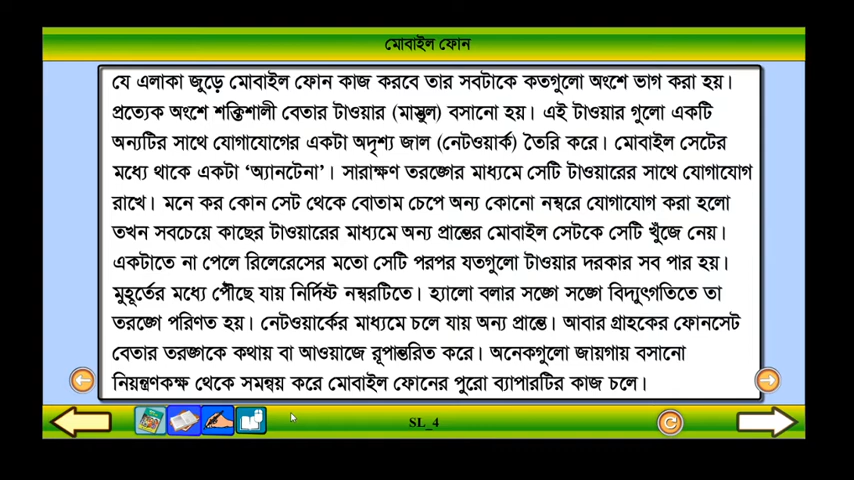 মোবাইল ফোন
যে এলাকা জুড়ে মোবাইল ফোন কাজ করবে তার সবটাকে কতগুলো অংশে ভাগ করা হয়।
প্রত্যেক অংশে শক্তিশালী বেতার টাওয়ার (মাস্তুল) বসানো হয়। এই টাওয়ার গুলো একটি
অন্যটির সাথে যোগাযোগের একটা অদৃশ্য জাল (নেটওয়ার্ক) তৈরি করে। মোবাইল সেটের
মধ্যে থাকে একটা ‘অ্যানটেনা’। সারাক্ষণ তরঙ্গের মাধ্যমে সেটি টাওয়ারের সাথে যোগাযোগ
রাখে। মনে কর কোন সেট থেকে বোতাম চেপে অন্য কোনো নম্বরে যোগাযোগ করা হলো
তখন সবচেয়ে কাছের টাওয়ারের মাধ্যমে অন্য প্রান্তের মোবাইল সেটকে সেটি খুঁজে নেয়।
একটাতে না পেলে রিলেরেসের মতো সেটি পরপর যতগুলো টাওয়ার দরকার সব পার হয়।
মুহূর্তের মধ্যে পৌঁছে যায় নির্দিষ্ট নম্বরটিতে। হ্যালো বলার সঙ্গে সঙ্গে বিদ্যুৎগতিতে তা
তরঙ্গে পরিণত হয়। নেটওয়ার্কের মাধ্যমে চলে যায় অন্য প্রান্তে। আবার গ্রাহকের ফোনসেট
বেতার তরঙ্গকে কথায় বা আওয়াজে রূপান্তরিত করে। অনেকগুলো জায়গায় বসানো
নিয়ন্ত্রণকক্ষ থেকে সমন্বয় করে মোবাইল ফোনের পুরো ব্যাপারটির কাজ চলে।
SL_4